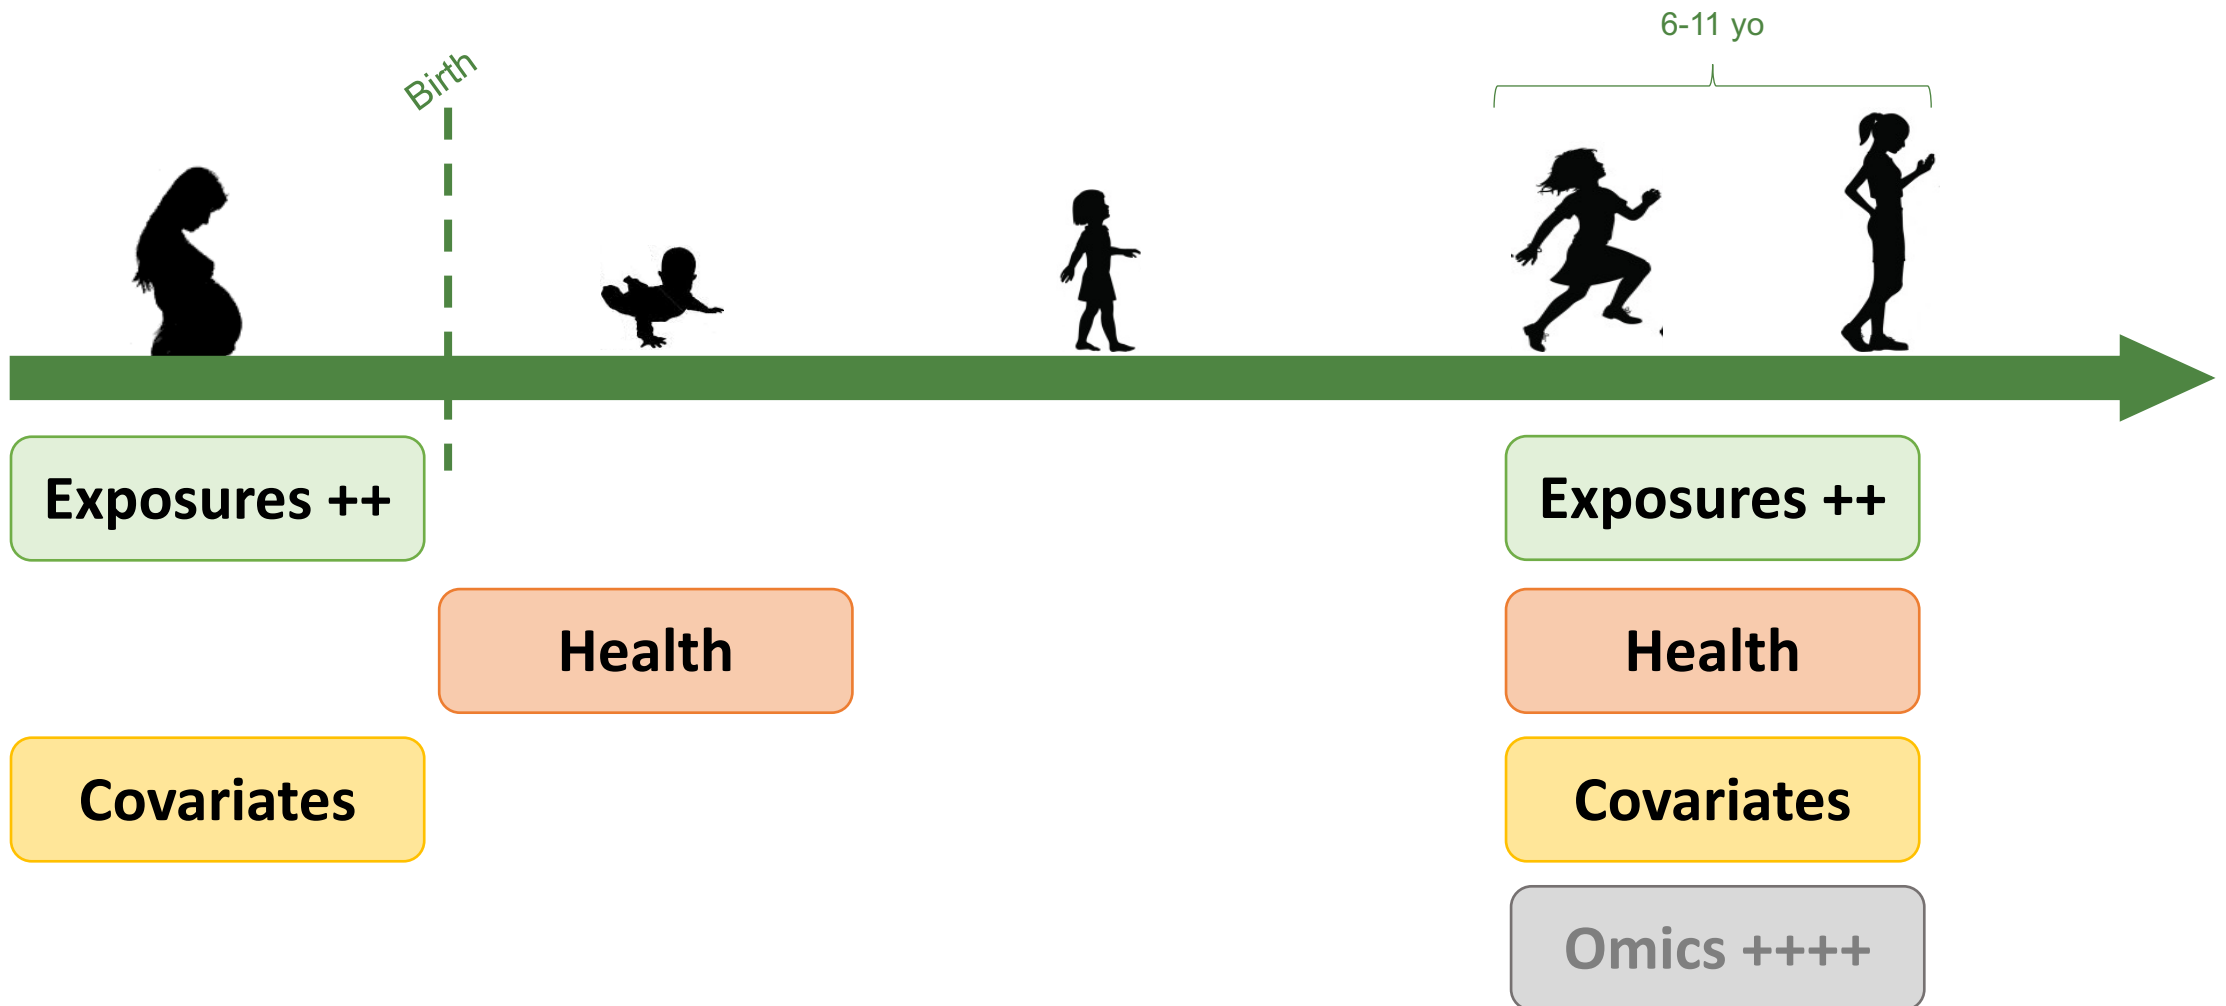 6-11 yo
Birth
Exposures ++
Exposures ++
Health
Health
Covariates
Covariates
Omics ++++